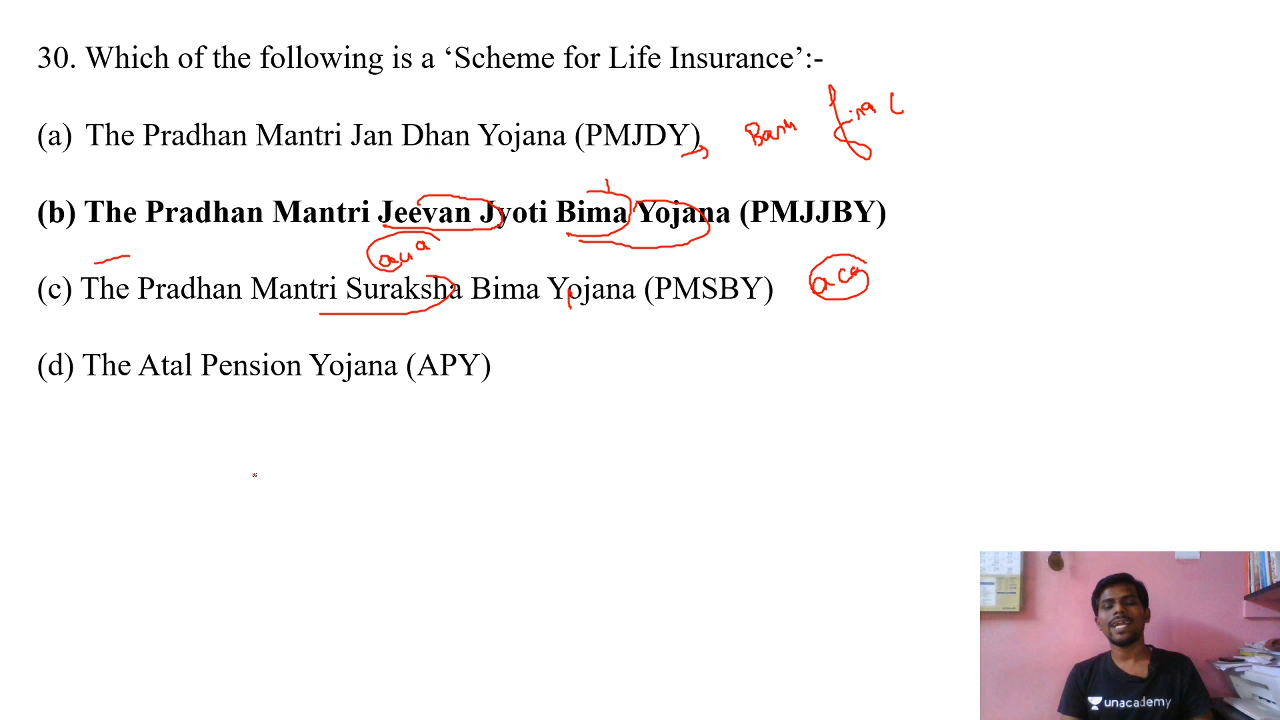 30. Which of the following is a ‘Scheme for Life Insurance’:-
(a) The Pradhan Mantri Jan Dhan Yojana (PMJDY)
(b) The Pradhan Mantri Jeevan Jyoti Bima Yojana (PMJJBY)
(c) The Pradhan Mantri Suraksha Bima Yojana (PMSBY)
(d) The Atal Pension Yojana (APY)
unacademy